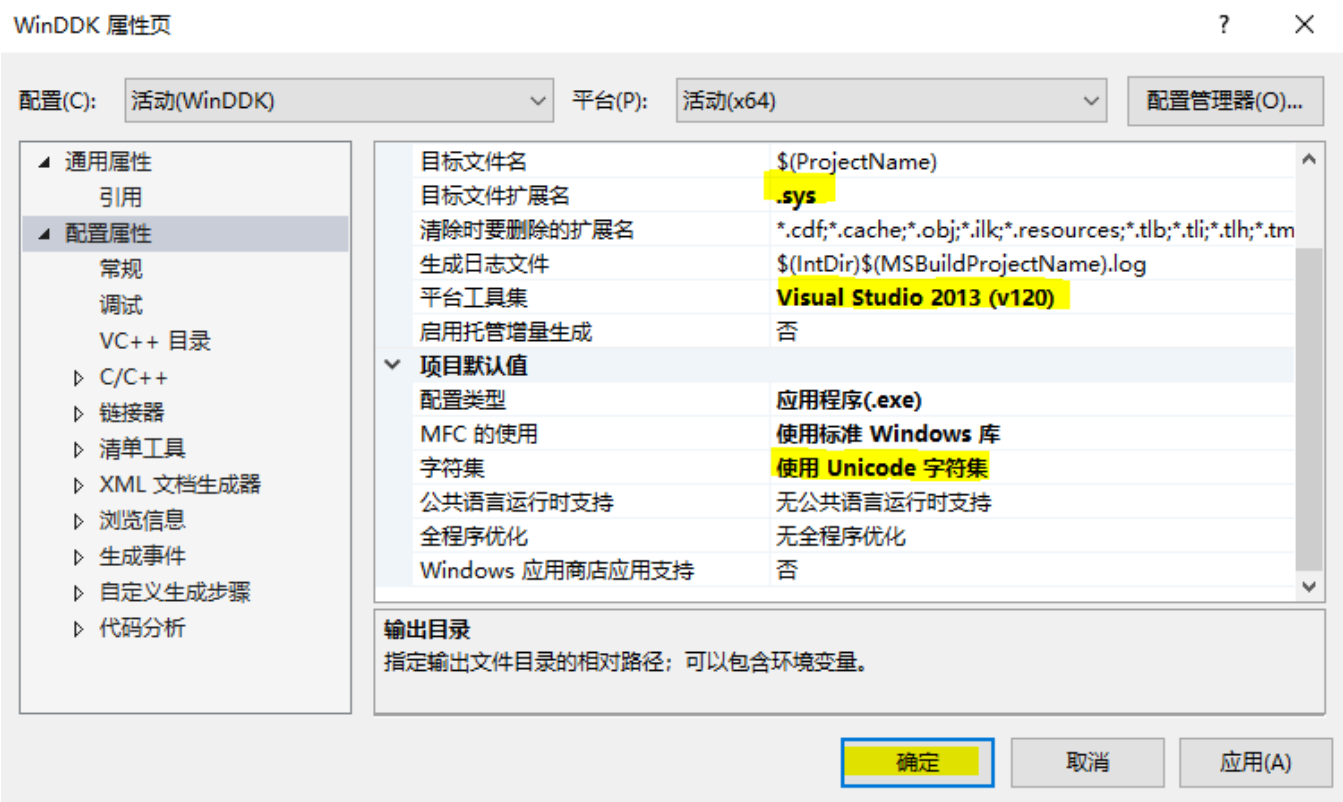 WinDDK 属性页
配置(C): 活动(WinDDK) 平台(P): 活动(x64) 配置管理器(O)...
通用属性
引用
配置属性
常规
调试
VC++ 目录
C/C++
链接器
清单工具
XML 文档生成器
浏览信息
生成事件
自定义生成步骤
代码分析
目标文件名 $(ProjectName)
目标文件扩展名 .sys
清除时要删除的扩展名 *.cdf;*.cache;*.obj;*.ilk;*.resources;*.tlb;*.tli;*.tlh;*.tm
生成日志文件 $(IntDir)$(MSBuildProjectName).log
平台工具集 Visual Studio 2013 (v120)
启用托管增量生成 否
项目默认值
配置类型 应用程序(.exe)
MFC 的使用 使用标准 Windows 库
字符集 使用 Unicode 字符集
公共语言运行时支持 无公共语言运行时支持
全程序优化 无全程序优化
Windows 应用商店应用支持 否
输出目录
指定输出文件目录的相对路径；可以包含环境变量。
确定 取消 应用(A)